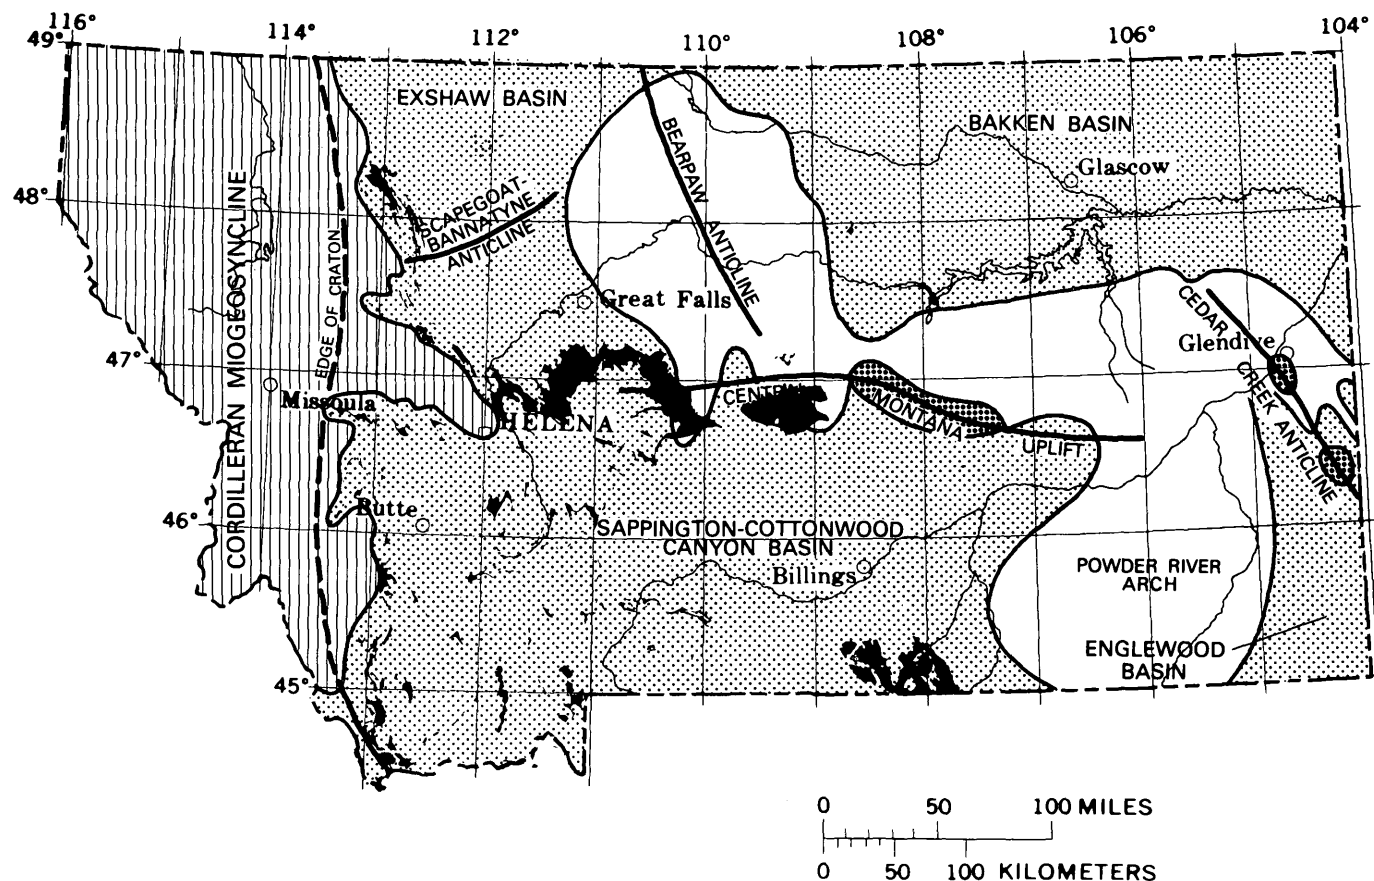 116°
114°
112°
110°
108°
106°
104°
49°
48°
47°
46°
45°
EXSHAW BASIN
BAKKEN BASIN
Glascow
BEARPAW ANTICLINE
SCAPEGOAT-
BANNATYNE
ANTICLINE
CORDILLERAN MIOGEOSYNCLINE
EDGE OF CRATON
Great Falls
CEDAR CREEK ANTICLINE
Glendive
Missoula
HELENA
CENTRAL MONTANA UPLIFT
Butte
SAPPINGTON-COTTONWOOD
CANYON BASIN
Billings
POWDER RIVER
ARCH
ENGLEWOOD
BASIN
0 50 100 MILES
0 50 100 KILOMETERS